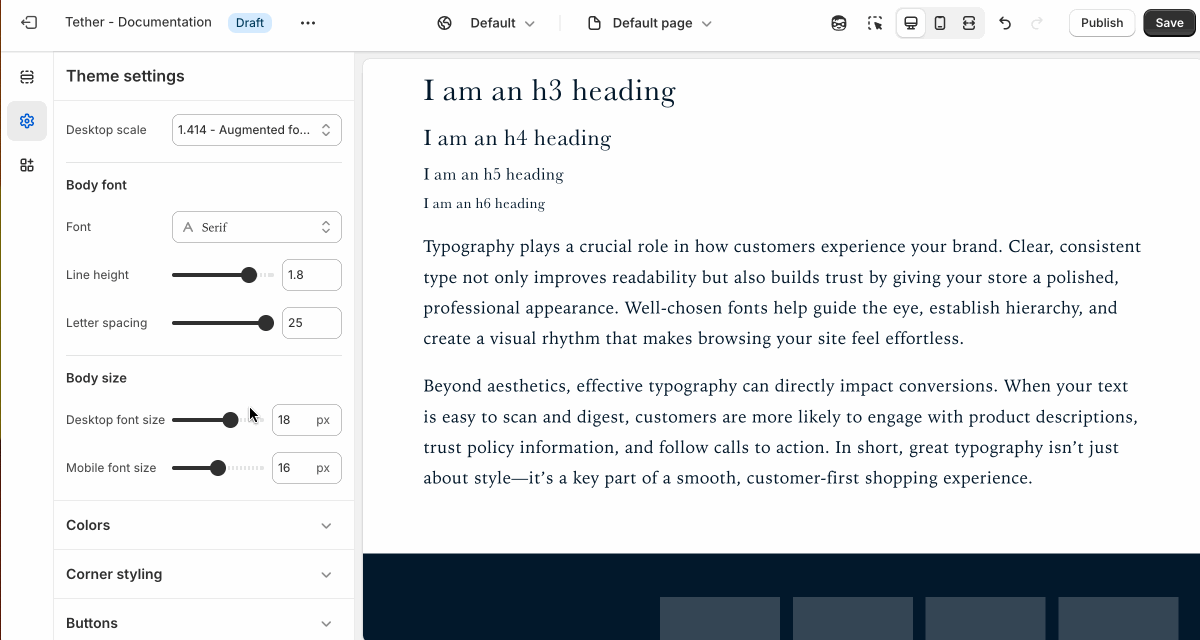 Tether - Documentation
Draft
Default
Default page
Publish
Save
Theme settings
Desktop scale
1.414 - Augmented fo...
Body font
Font
Serif
Line height
1.8
Letter spacing
25
Body size
Desktop font size
18 px
Mobile font size
16 px
Colors
Corner styling
Buttons
I am an h3 heading
I am an h4 heading
I am an h5 heading
I am an h6 heading
Typography plays a crucial role in how customers experience your brand. Clear, consistent
type not only improves readability but also builds trust by giving your store a polished,
professional appearance. Well-chosen fonts help guide the eye, establish hierarchy, and
create a visual rhythm that makes browsing your site feel effortless.
Beyond aesthetics, effective typography can directly impact conversions. When your text
is easy to scan and digest, customers are more likely to engage with product descriptions,
trust policy information, and follow calls to action. In short, great typography isn’t just
about style—it’s a key part of a smooth, customer-first shopping experience.